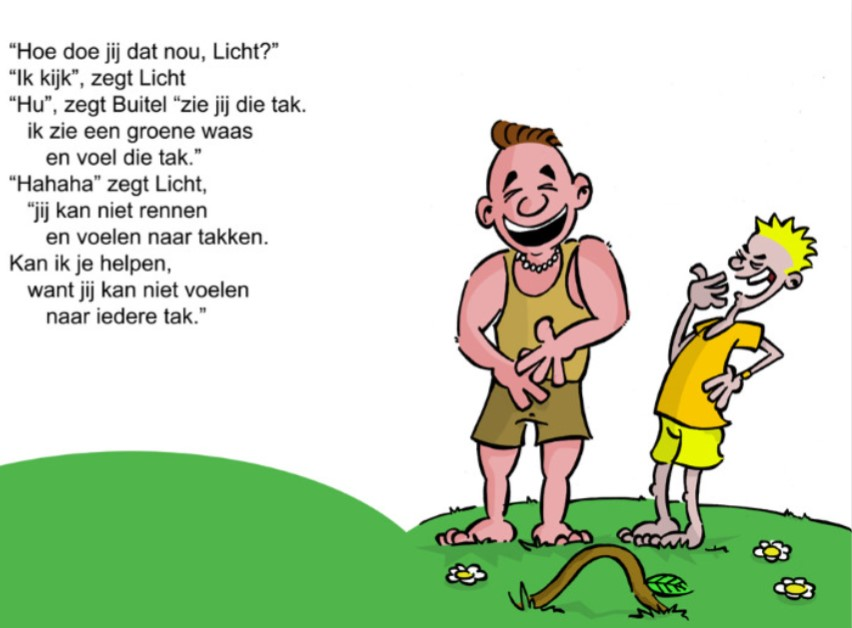 “Hoe doe jij dat nou, Licht?”
“Ik kijk”, zegt Licht
“Hu”, zegt Buitel “zie jij die tak.
ik zie een groene waas
en voel die tak.”
“Hahaha” zegt Licht,
“jij kan niet rennen
en voelen naar takken.
Kan ik je helpen,
want jij kan niet voelen
naar iedere tak.”